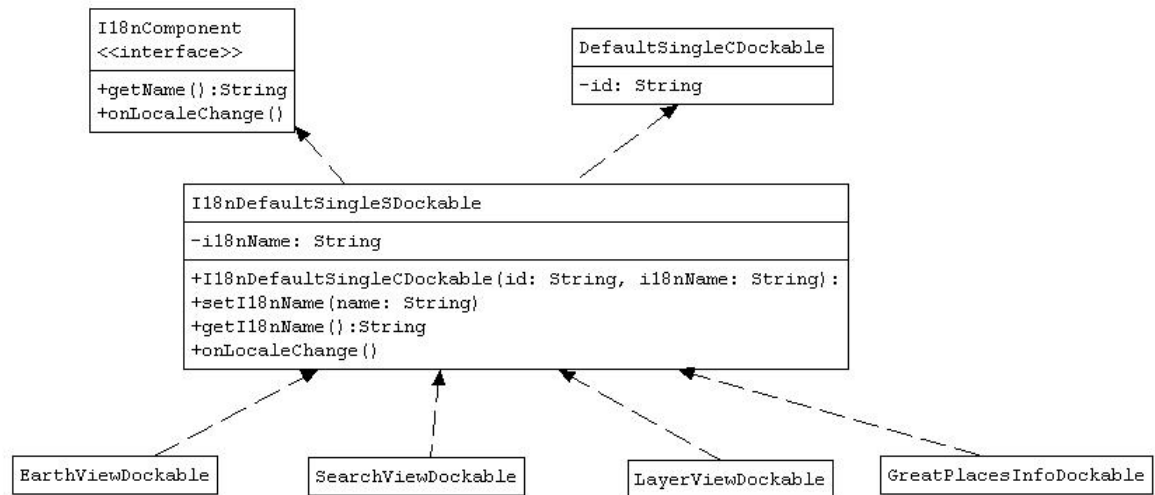 I18nComponent
<<interface>>
+getName():String
+onLocaleChange()
DefaultSingleCDockable
-id: String
I18nDefaultSingleSDockable
-i18nName: String
+I18nDefaultSingleCDockable(id: String, i18nName: String):
+setI18nName(name: String)
+getI18nName():String
+onLocaleChange()
EarthViewDockable
SearchViewDockable
LayerViewDockable
GreatPlacesInfoDockable